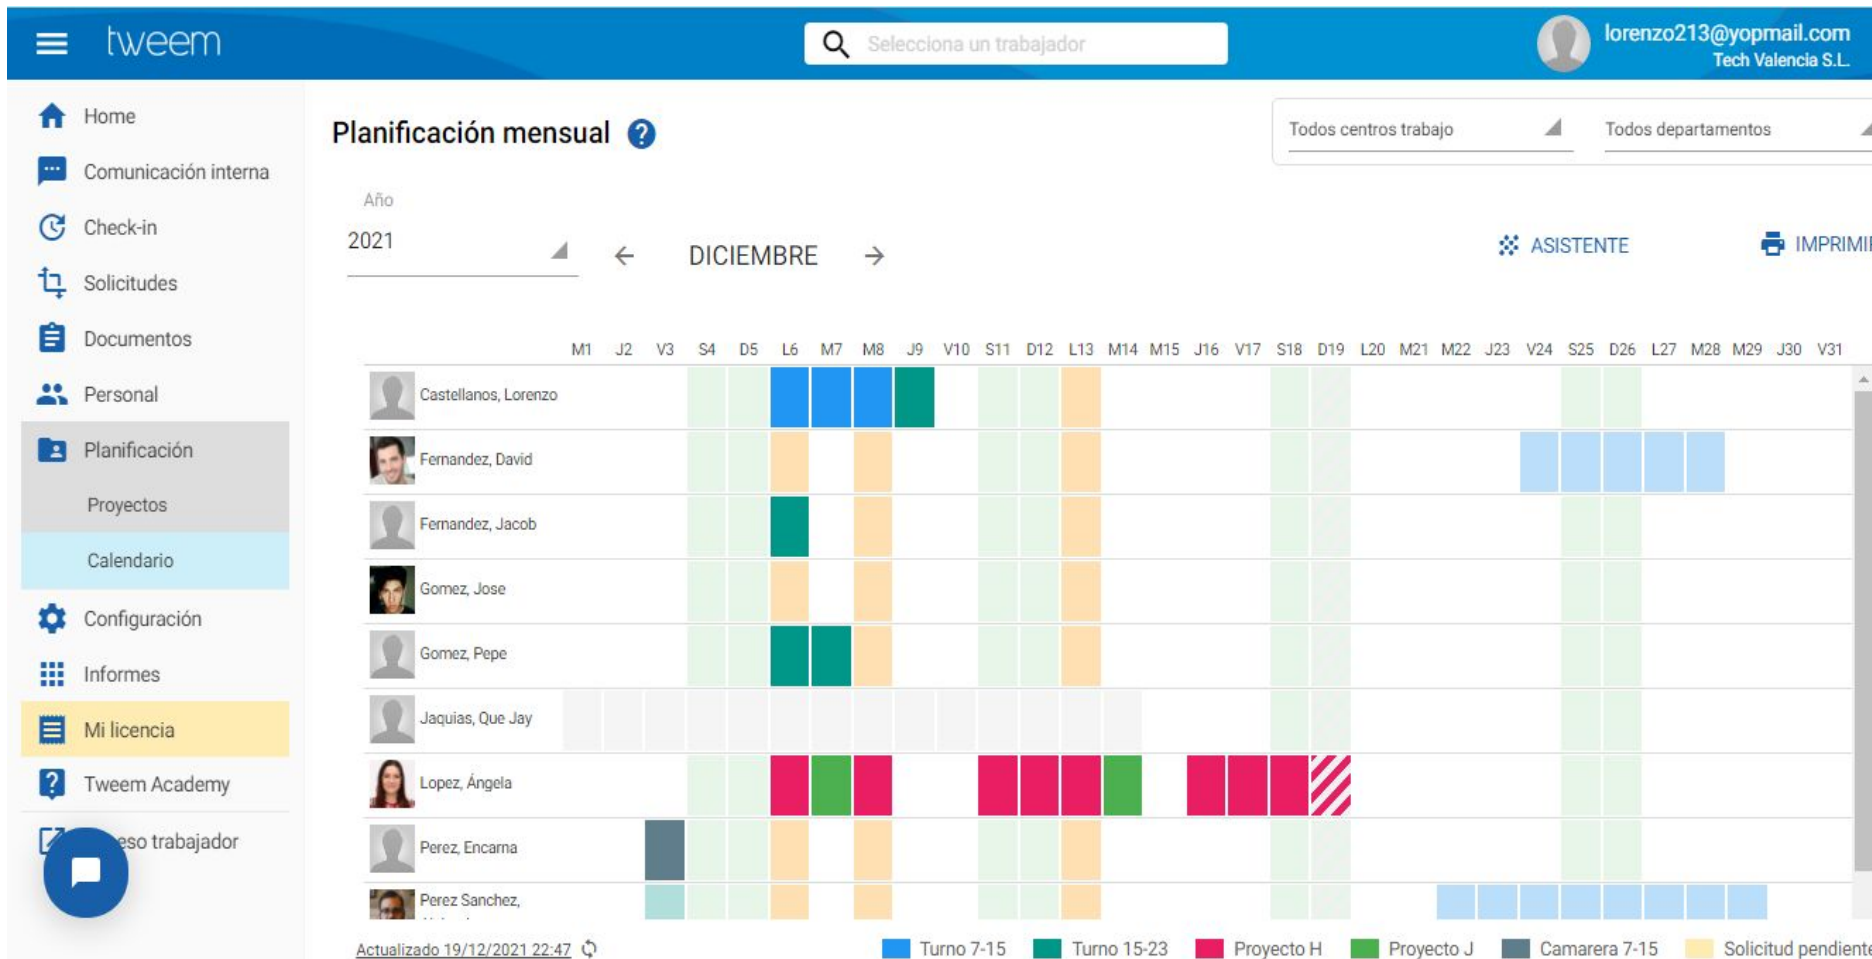 tweem
Selecciona un trabajador
lorenzo213@yopmail.com
Tech Valencia S.L.
Home
Comunicación interna
Check-in
Solicitudes
Documentos
Personal
Planificación
Proyectos
Calendario
Configuración
Informes
Mi licencia
Tweem Academy
eso trabajador
Planificación mensual ?
Todos centros trabajo
Todos departamentos
Año
2021
← DICIEMBRE →
ASISTENTE
IMPRIMIR
M1 J2 V3 S4 D5 L6 M7 M8 J9 V10 S11 D12 L13 M14 M15 J16 V17 S18 D19 L20 M21 M22 J23 V24 S25 D26 L27 M28 M29 J30 V31
Castellanos, Lorenzo
Fernandez, David
Fernandez, Jacob
Gomez, Jose
Gomez, Pepe
Jaquias, Que Jay
Lopez, Ángela
Perez, Encarna
Perez Sanchez,
Actualizado 19/12/2021 22:47
Turno 7-15
Turno 15-23
Proyecto H
Proyecto J
Camarera 7-15
Solicitud pendiente